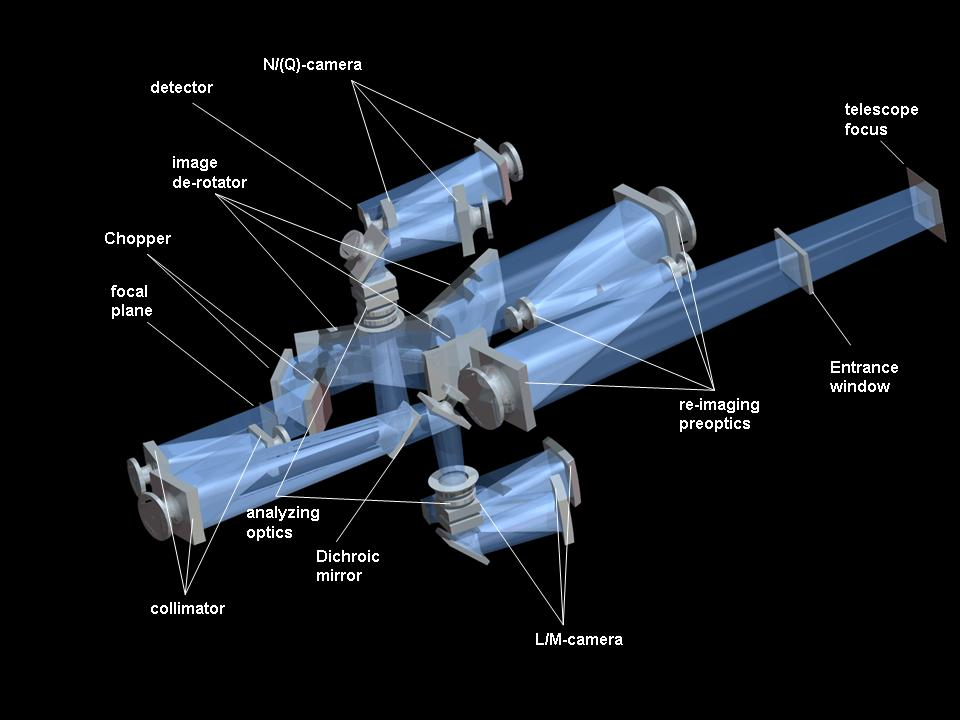 N/(Q)-camera
detector
telescope
focus
image
de-rotator
Chopper
focal
plane
Entrance
window
re-imaging
preoptics
analyzing
optics
Dichroic
mirror
collimator
L/M-camera